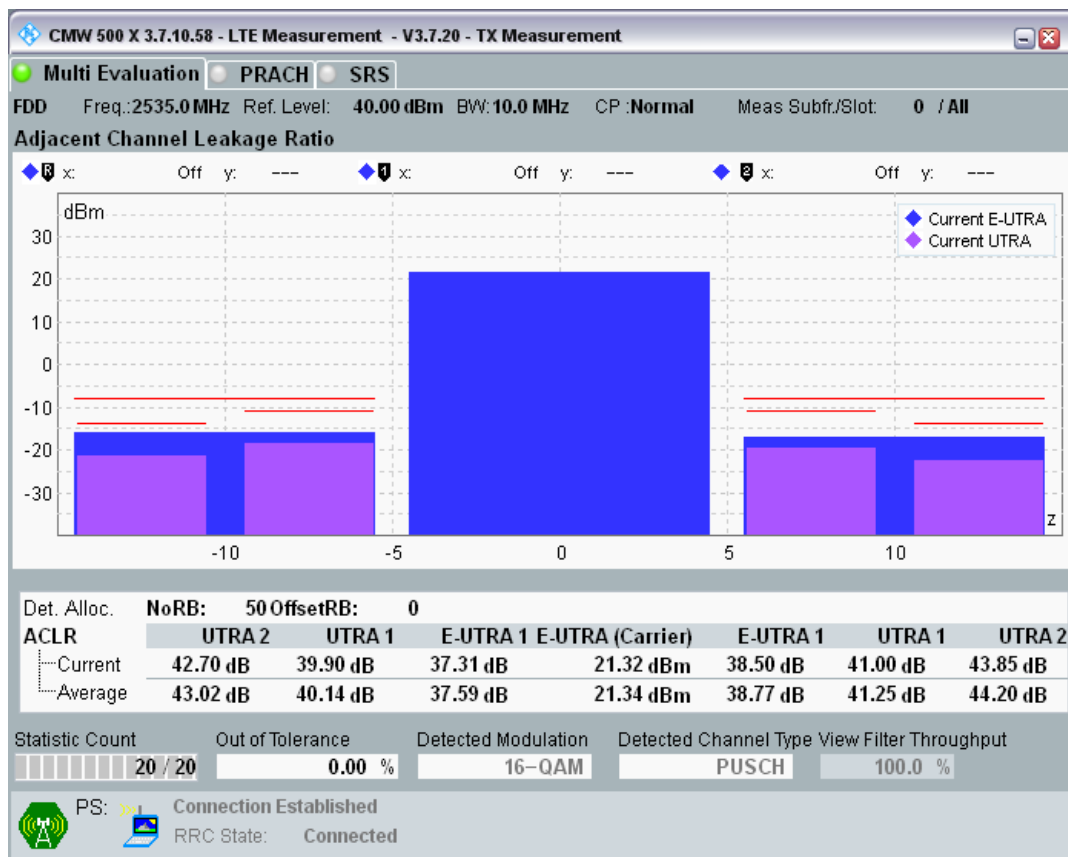 CMW 500 X 3.7.10.58 - LTE Measurement - V3.7.20 - TX Measurement
Multi Evaluation PRACH SRS
FDD Freq.:2535.0 MHz Ref. Level: 40.00 dBm BW: 10.0 MHz CP :Normal Meas Subfr./Slot: 0 / All
Adjacent Channel Leakage Ratio
R x: Off y: --- 1 x: Off y: --- 2 x: Off y: ---
dBm
Current E-UTRA
Current UTRA
30
20
10
0
-10
-20
-30
z
-10 -5 0 5 10
Det. Alloc. NoRB: 50 OffsetRB: 0
ACLR UTRA 2 UTRA 1 E-UTRA 1 E-UTRA (Carrier) E-UTRA 1 UTRA 1 UTRA 2
Current 42.70 dB 39.90 dB 37.31 dB 21.32 dBm 38.50 dB 41.00 dB 43.85 dB
Average 43.02 dB 40.14 dB 37.59 dB 21.34 dBm 38.77 dB 41.25 dB 44.20 dB
Statistic Count Out of Tolerance Detected Modulation Detected Channel Type View Filter Throughput
20 / 20 0.00 % 16-QAM PUSCH 100.0 %
PS: Connection Established
RRC State: Connected